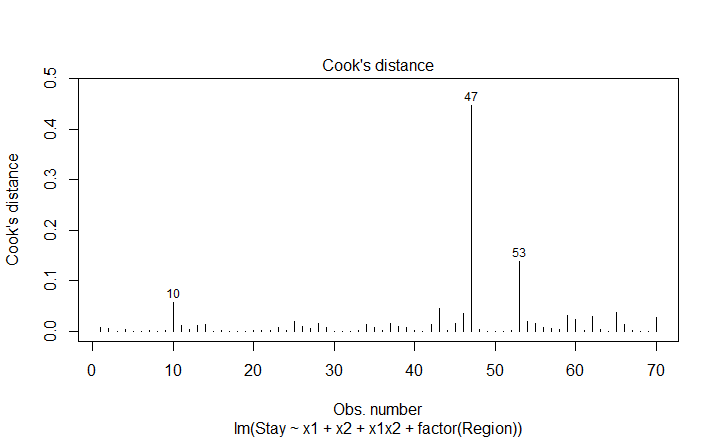 Cook's distance
Cook's distance
0.5
0.4
0.3
0.2
0.1
0.0
47
53
10
0 10 20 30 40 50 60 70
Obs. number
lm(Stay ~ x1 + x2 + x1x2 + factor(Region))